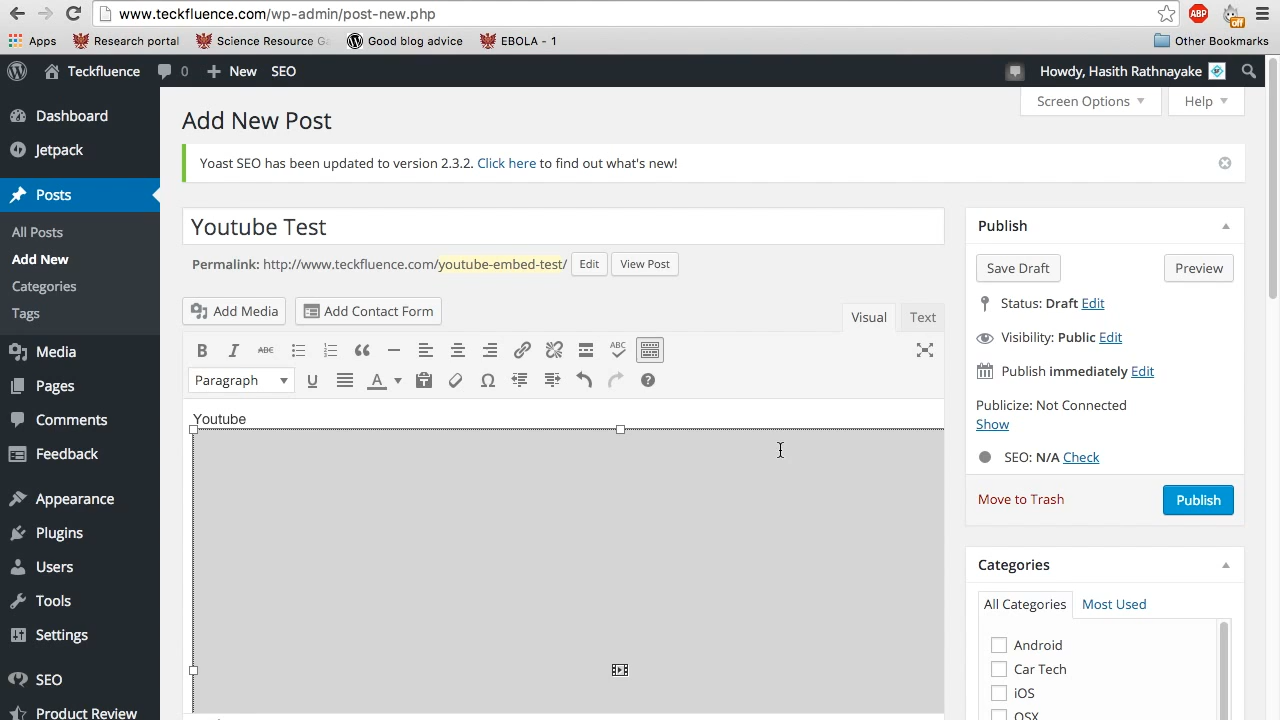 www.teckfluence.com/wp-admin/post-new.php
ABP
off
Apps
Research portal
Science Resource Ga
Good blog advice
EBOLA - 1
Other Bookmarks
Teckfluence
0
New
SEO
Howdy, Hasith Rathnayake
Dashboard
Jetpack
Posts
All Posts
Add New
Categories
Tags
Media
Pages
Comments
Feedback
Appearance
Plugins
Users
Tools
Settings
SEO
Product Review
Screen Options
Help
Add New Post
Yoast SEO has been updated to version 2.3.2. Click here to find out what's new!
Youtube Test
Permalink: http://www.teckfluence.com/youtube-embed-test/ Edit View Post
Add Media
Add Contact Form
Visual
Text
B I ABC
ABC
Paragraph
U
A
Ω
Youtube
Publish
Save Draft
Preview
Status: Draft Edit
Visibility: Public Edit
Publish immediately Edit
Publicize: Not Connected
Show
SEO: N/A Check
Move to Trash
Publish
Categories
All Categories
Most Used
Android
Car Tech
iOS
OSX